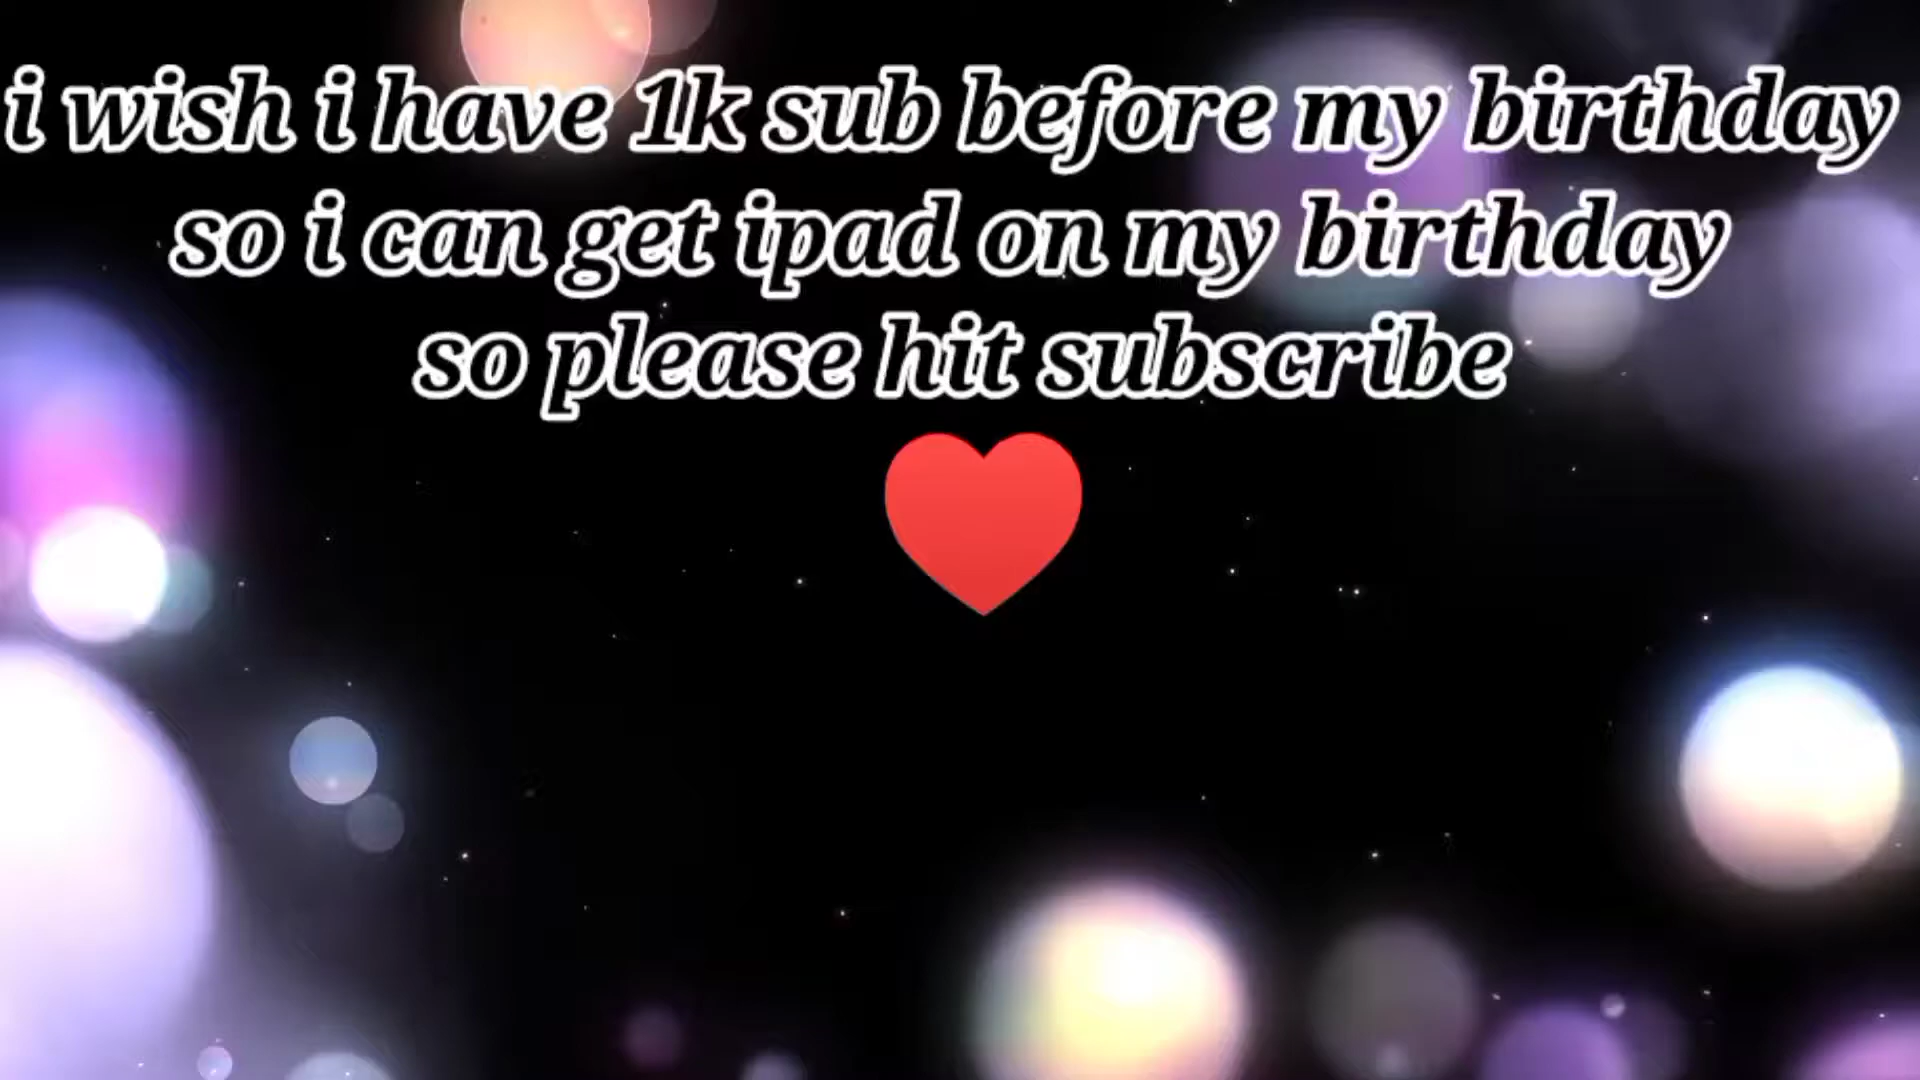 i wish i have 1k sub before my birthday
so i can get ipad on my birthday
so please hit subscribe